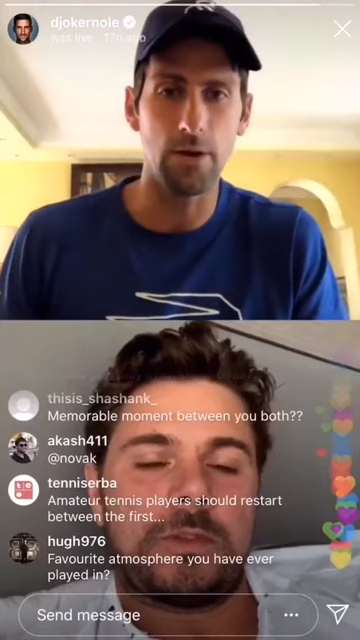 djokernole
was live · 17h ago
thisis_shashank_
Memorable moment between you both??
akash411
@novak
tenniserba
Amateur tennis players should restart
between the first...
hugh976
Favourite atmosphere you have ever
played in?
Send message